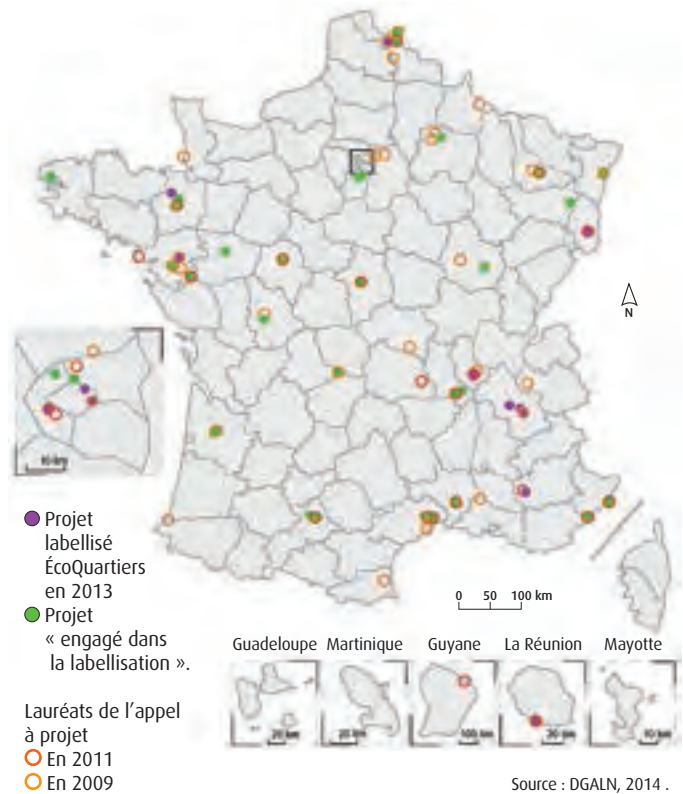 N
10 km
Projet
labellisé
ÉcoQuartiers
en 2013
Projet
« engagé dans
la labellisation ».
Lauréats de l’appel
à projet
En 2011
En 2009
0 50 100 km
Guadeloupe Martinique Guyane La Réunion Mayotte
20 km 20 km 100 km 20 km 10 km
Source : DGALN, 2014 .